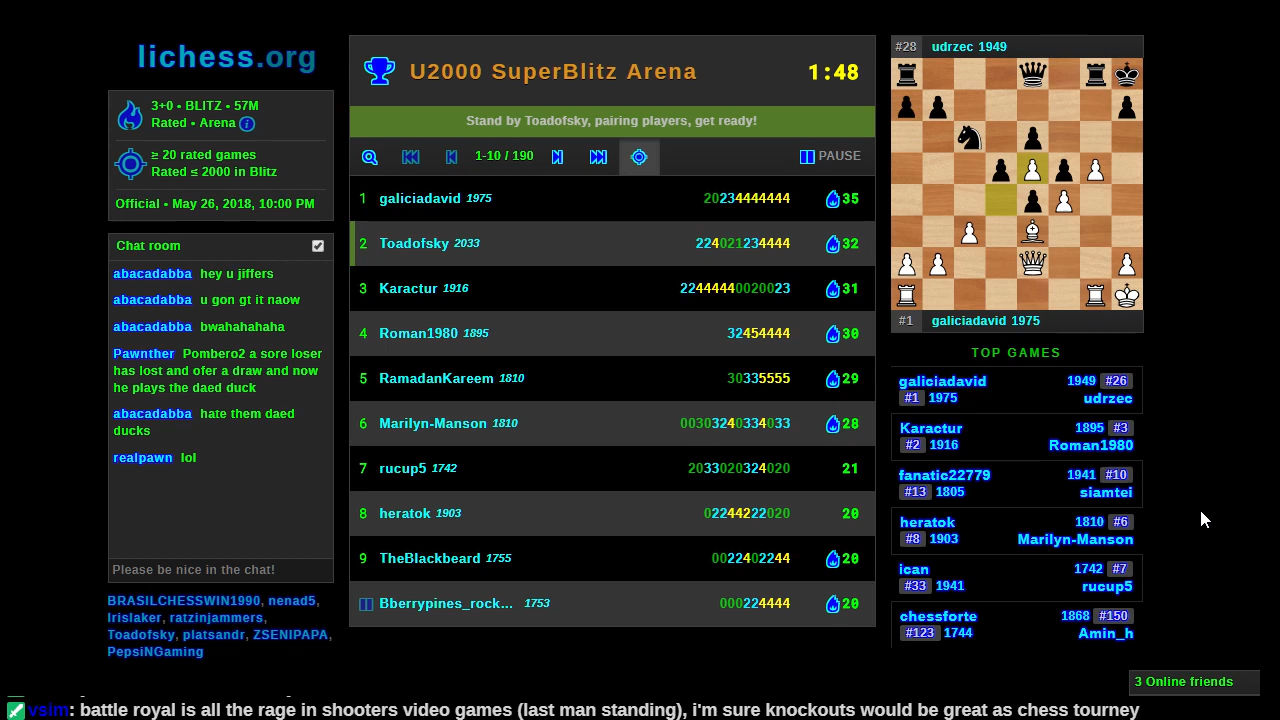 lichess.org
3+0 • BLITZ • 57M
Rated • Arena
≥ 20 rated games
Rated ≤ 2000 in Blitz
Official • May 26, 2018, 10:00 PM
Chat room
abacadabba hey u jiffers
abacadabba u gon gt it naow
abacadabba bwahahahaha
Pawnther Pombero2 a sore loser
has lost and ofer a draw and now
he plays the daed duck
abacadabba hate them daed
ducks
realpawn lol
Please be nice in the chat!
BRASILCHESSWIN1990, nenad5,
Irislaker, ratzinjammers,
Toadofsky, platsandr, ZSENIPAPA,
PepsiNGaming
U2000 SuperBlitz Arena 1:48
Stand by Toadofsky, pairing players, get ready!
1-10 / 190 PAUSE
1 galiciadavid 1975 20234444444 35
2 Toadofsky 2033 224021234444 32
3 Karactur 1916 2244444002002​3 31
4 Roman1980 1895 32454444 30
5 RamadanKareem 1810 30335555 29
6 Marilyn-Manson 1810 0030324033403​3 28
7 rucup5 1742 203302032402​0 21
8 heratok 1903 022442220​20 20
9 TheBlackbeard 1755 0022402244 20
Bberrypines_rock... 1753 000224444 20
#28 udrzec 1949
#1 galiciadavid 1975
TOP GAMES
galiciadavid 1949 #26
#1 1975 udrzec
Karactur 1895 #3
#2 1916 Roman1980
fanatic22779 1941 #10
#13 1805 siamtei
heratok 1810 #6
#8 1903 Marilyn-Manson
ican 1742 #7
#33 1941 rucup5
chessforte 1868 #150
#123 1744 Amin_h
3 Online friends
vsim: battle royal is all the rage in shooters video games (last man standing), i'm sure knockouts would be great as chess tourney